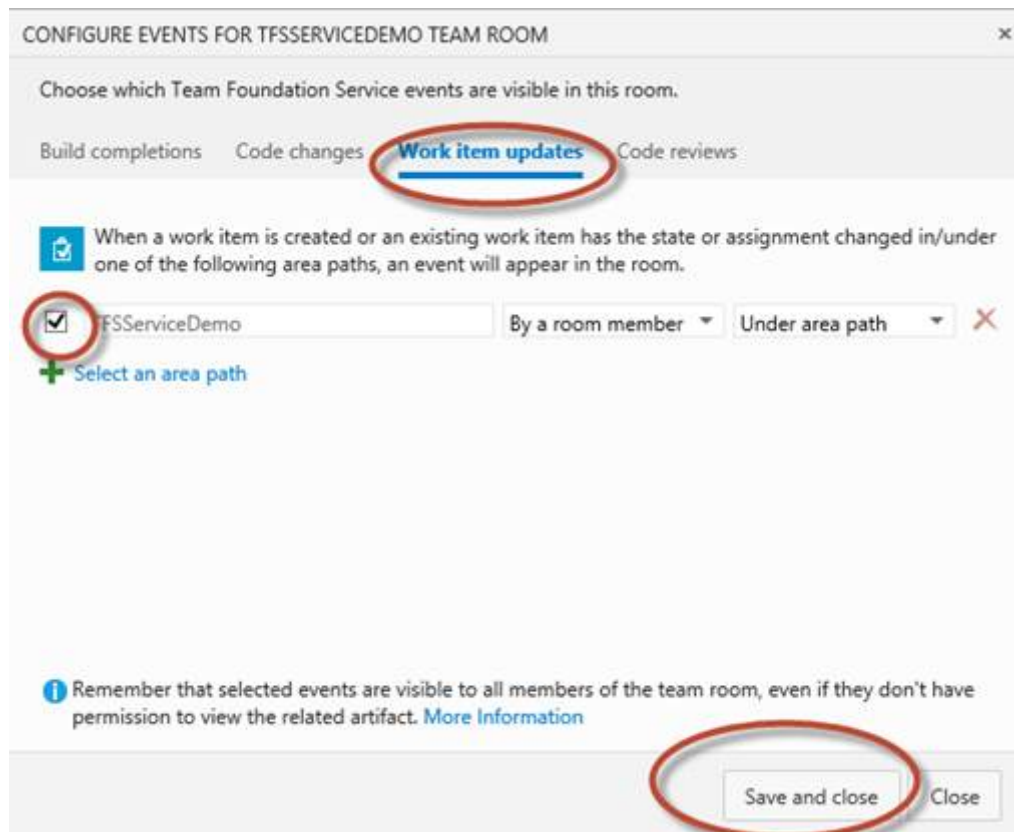 CONFIGURE EVENTS FOR TFSSERVICEDEMO TEAM ROOM
Choose which Team Foundation Service events are visible in this room.
Build completions Code changes Work item updates Code reviews
When a work item is created or an existing work item has the state or assignment changed in/under
one of the following area paths, an event will appear in the room.
TFSServiceDemo By a room member Under area path
Select an area path
Remember that selected events are visible to all members of the team room, even if they don't have
permission to view the related artifact. More Information
Save and close Close